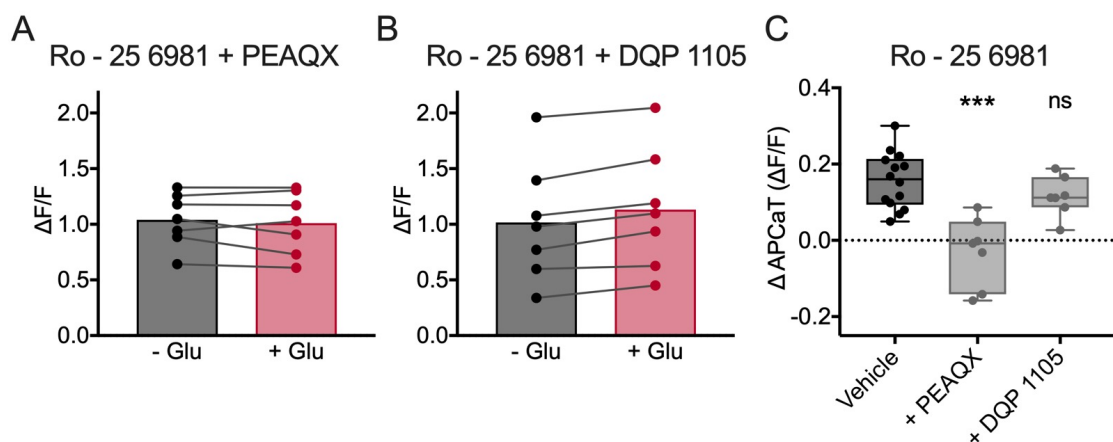 A
Ro - 25 6981 + PEAQX
ΔF/F
2.0
1.5
1.0
0.5
0.0
- Glu
+ Glu
B
Ro - 25 6981 + DQP 1105
ΔF/F
2.0
1.5
1.0
0.5
0.0
- Glu
+ Glu
C
Ro - 25 6981
Δ APCaT (ΔF/F)
0.4
0.2
0.0
-0.2
***
ns
Vehicle
+ PEAQX
+ DQP 1105